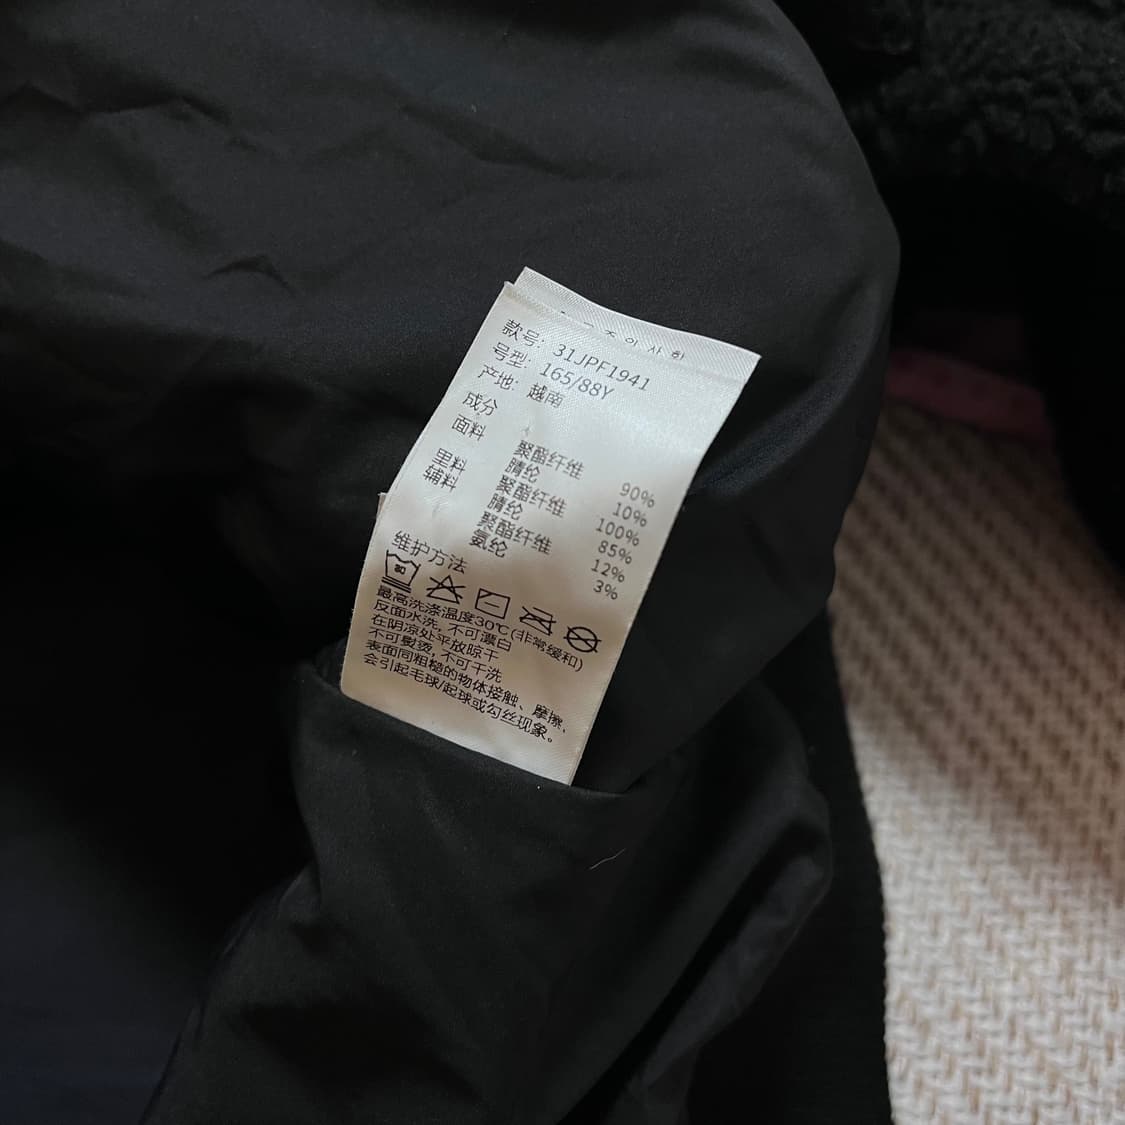 주의사항
款号: 31JPF1941
号型: 165/88Y
产地: 越南
成分
面料 聚酯纤维 90%
腈纶 10%
里料 聚酯纤维 100%
辅料 腈纶 85%
聚酯纤维 12%
氨纶 3%
维护方法
30
最高洗涤温度30℃(非常缓和)
反面水洗, 不可漂白
在阴凉处平放晾干
不可熨烫, 不可干洗
表面同粗糙的物体接触、摩擦,
会引起毛球/起球或勾丝现象。